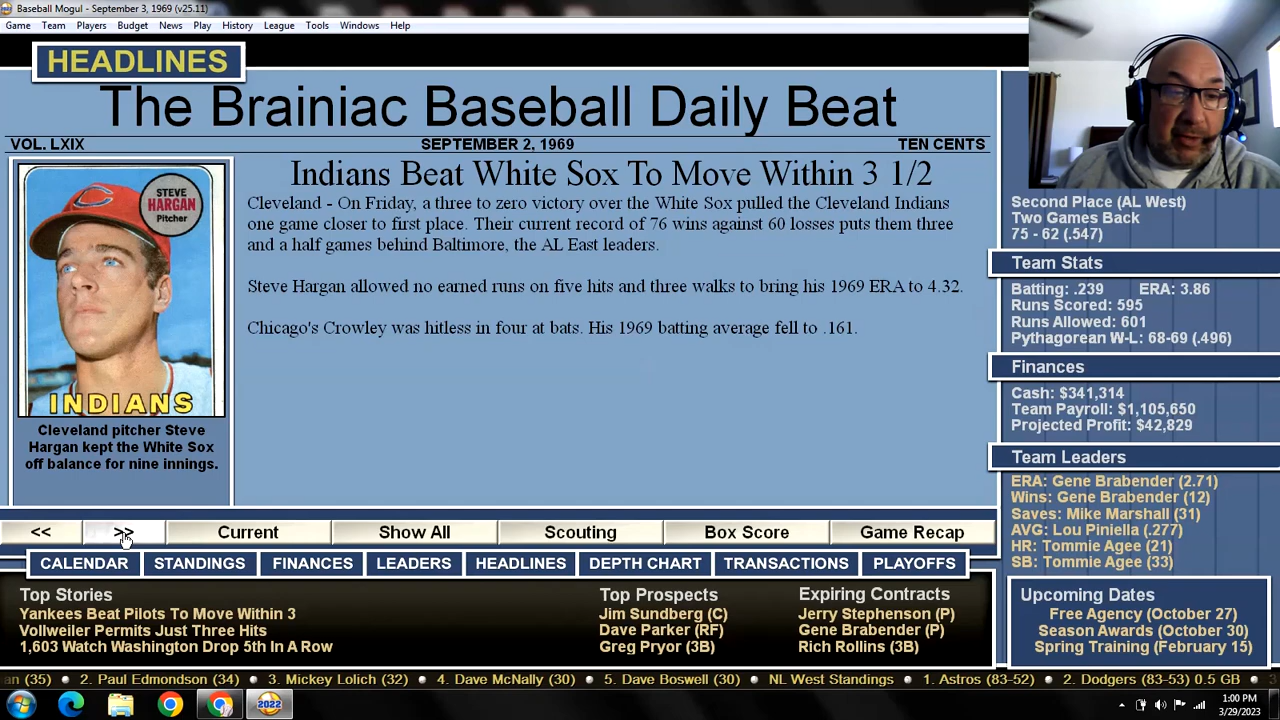 Baseball Mogul - September 3, 1969 (v25.11)
Game Team Players Budget News Play History League Tools Windows Help
HEADLINES
The Brainiac Baseball Daily Beat
VOL. LXIX SEPTEMBER 2, 1969 TEN CENTS
STEVE
HARGAN
Pitcher
INDIANS
Cleveland pitcher Steve
Hargan kept the White Sox
off balance for nine innings.
Indians Beat White Sox To Move Within 3 1/2
Cleveland - On Friday, a three to zero victory over the White Sox pulled the Cleveland Indians
one game closer to first place. Their current record of 76 wins against 60 losses puts them three
and a half games behind Baltimore, the AL East leaders.
Steve Hargan allowed no earned runs on five hits and three walks to bring his 1969 ERA to 4.32.
Chicago's Crowley was hitless in four at bats. His 1969 batting average fell to .161.
Second Place (AL West)
Two Games Back
75 - 62 (.547)
Team Stats
Batting: .239 ERA: 3.86
Runs Scored: 595
Runs Allowed: 601
Pythagorean W-L: 68-69 (.496)
Finances
Cash: $341,314
Team Payroll: $1,105,650
Projected Profit: $42,829
Team Leaders
ERA: Gene Brabender (2.71)
Wins: Gene Brabender (12)
Saves: Mike Marshall (31)
AVG: Lou Piniella (.277)
HR: Tommie Agee (21)
SB: Tommie Agee (33)
Upcoming Dates
Free Agency (October 27)
Season Awards (October 30)
Spring Training (February 15)
<< >> Current Show All Scouting Box Score Game Recap
CALENDAR STANDINGS FINANCES LEADERS HEADLINES DEPTH CHART TRANSACTIONS PLAYOFFS
Top Stories
Yankees Beat Pilots To Move Within 3
Vollweiler Permits Just Three Hits
1,603 Watch Washington Drop 5th In A Row
Top Prospects
Jim Sundberg (C)
Dave Parker (RF)
Greg Pryor (3B)
Expiring Contracts
Jerry Stephenson (P)
Gene Brabender (P)
Rich Rollins (3B)
an (35) • 2. Paul Edmondson (34) • 3. Mickey Lolich (32) • 4. Dave McNally (30) • 5. Dave Boswell (30) • NL West Standings • 1. Astros (83-52) • 2. Dodgers (83-53) 0.5 GB •
2022
1:00 PM
3/29/2023